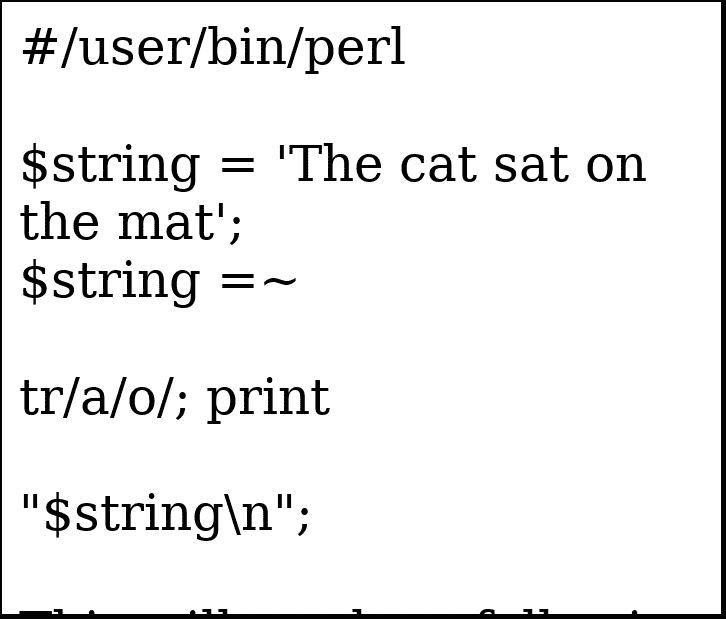 #/user/bin/perl
$string = 'The cat sat on
the mat';
$string =~
tr/a/o/; print
"$string\n";